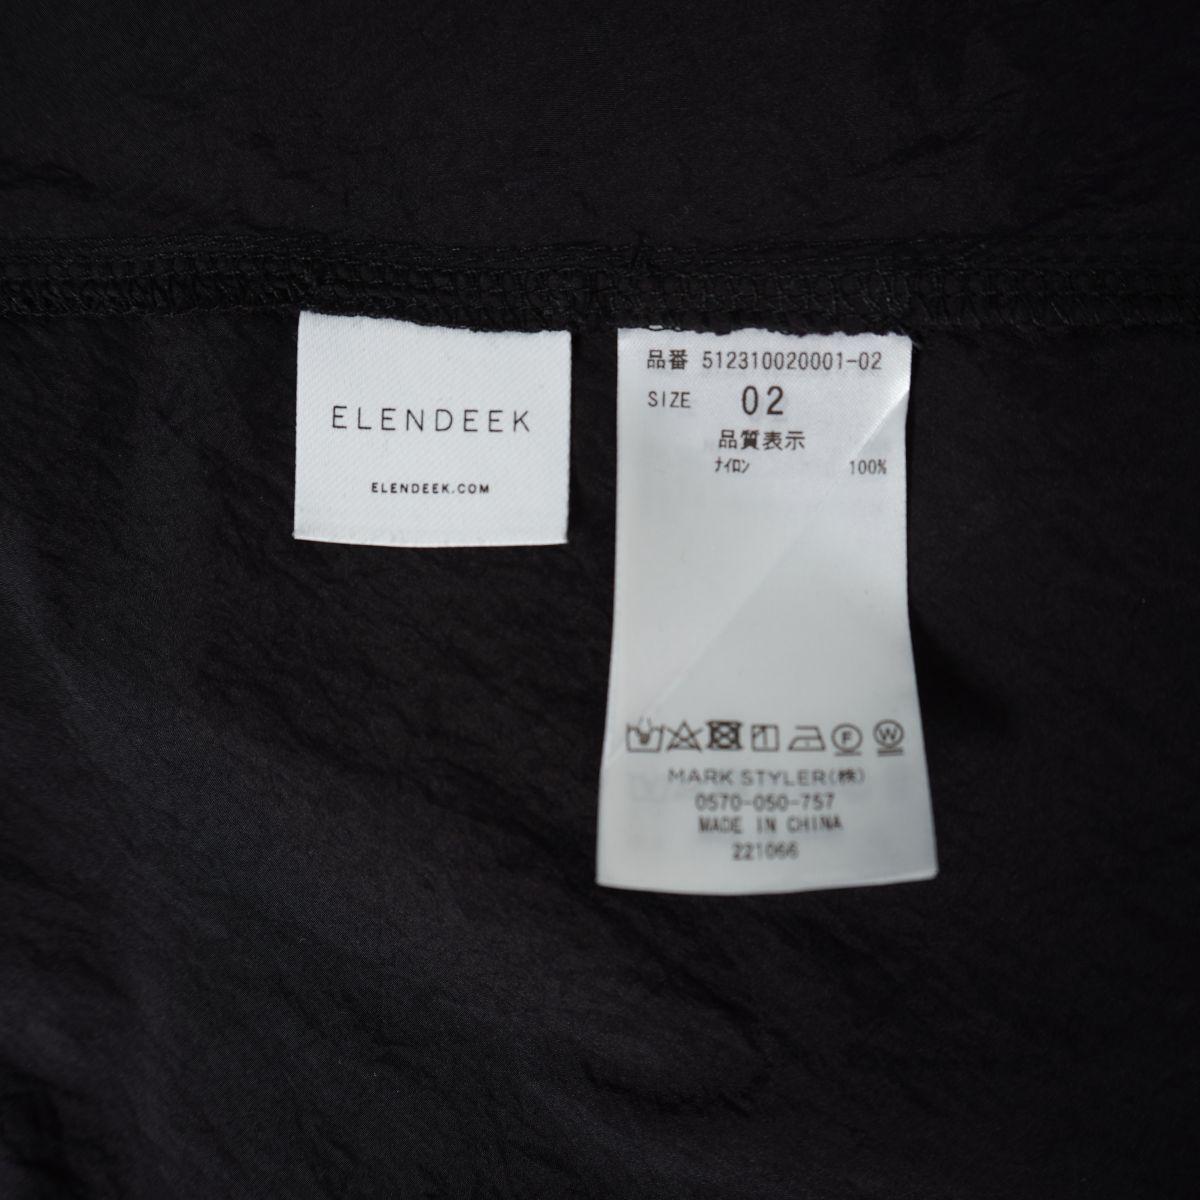 ELENDEEK
ELENDEEK.COM
品番 512310020001-02
SIZE 02
品質表示
ナイロン 100%
F W
MARK STYLER(株)
0570-050-757
MADE IN CHINA
221066